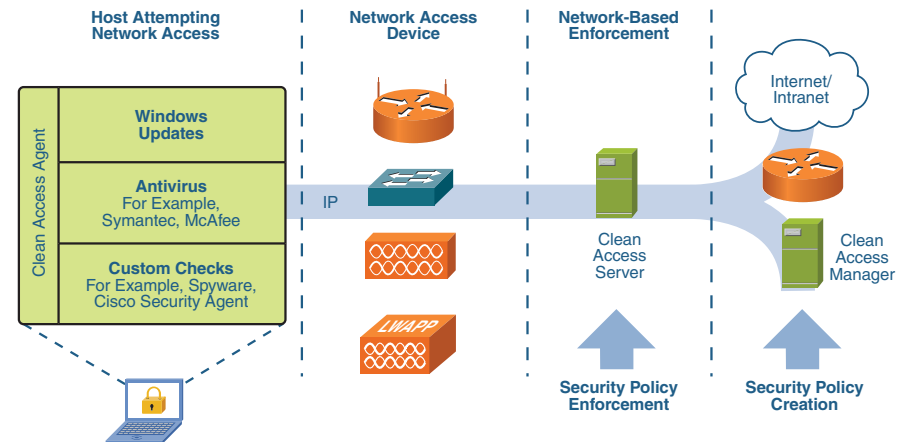 Host Attempting
Network Access
Network Access
Device
Network-Based
Enforcement
Clean Access Agent
Windows
Updates
Antivirus
For Example,
Symantec, McAfee
Custom Checks
For Example, Spyware,
Cisco Security Agent
IP
LWAPP
Clean
Access
Server
Internet/
Intranet
Clean
Access
Manager
Security Policy
Enforcement
Security Policy
Creation